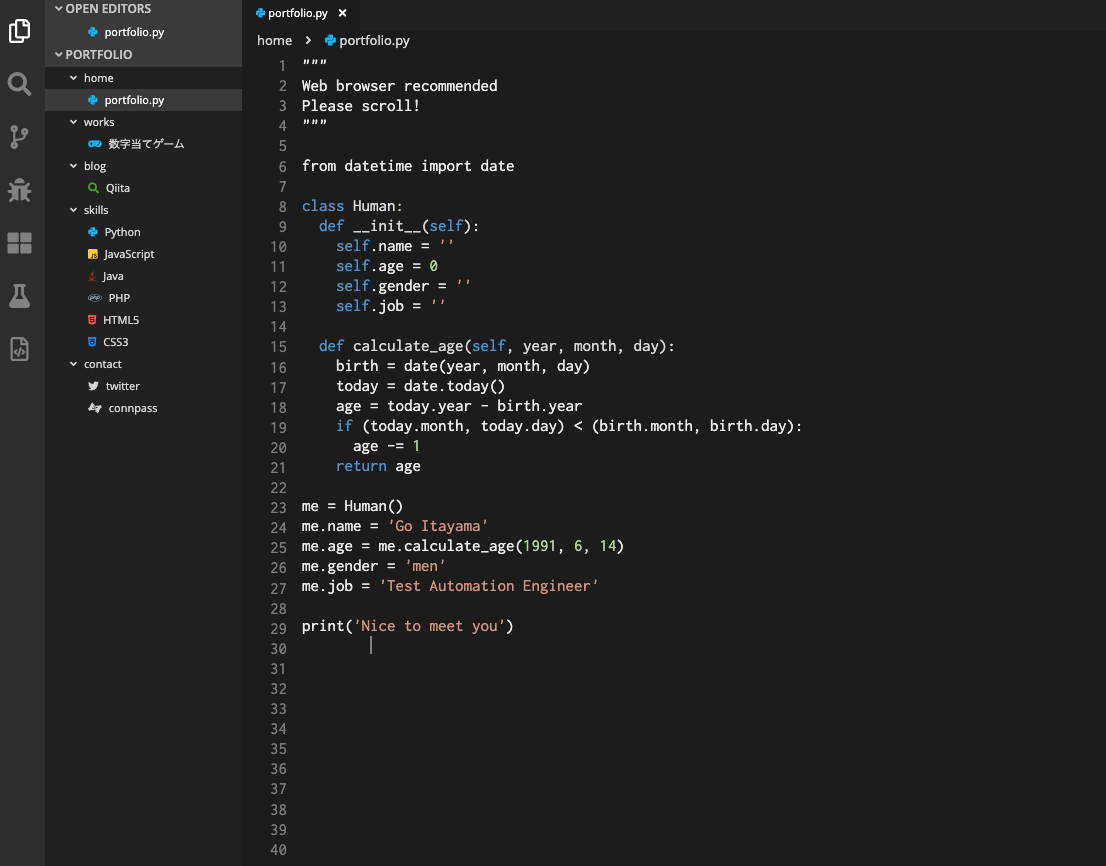 OPEN EDITORS
portfolio.py
PORTFOLIO
home
portfolio.py
works
数字当てゲーム
blog
Qiita
skills
Python
JavaScript
Java
PHP
HTML5
CSS3
contact
twitter
connpass
portfolio.py ×
home > portfolio.py
1 """
2 Web browser recommended
3 Please scroll!
4 """
5
6 from datetime import date
7
8 class Human:
9   def __init__(self):
10     self.name = ''
11     self.age = 0
12     self.gender = ''
13     self.job = ''
14
15   def calculate_age(self, year, month, day):
16     birth = date(year, month, day)
17     today = date.today()
18     age = today.year - birth.year
19     if (today.month, today.day) < (birth.month, birth.day):
20       age -= 1
21     return age
22
23 me = Human()
24 me.name = 'Go Itayama'
25 me.age = me.calculate_age(1991, 6, 14)
26 me.gender = 'men'
27 me.job = 'Test Automation Engineer'
28
29 print('Nice to meet you')
30
31
32
33
34
35
36
37
38
39
40